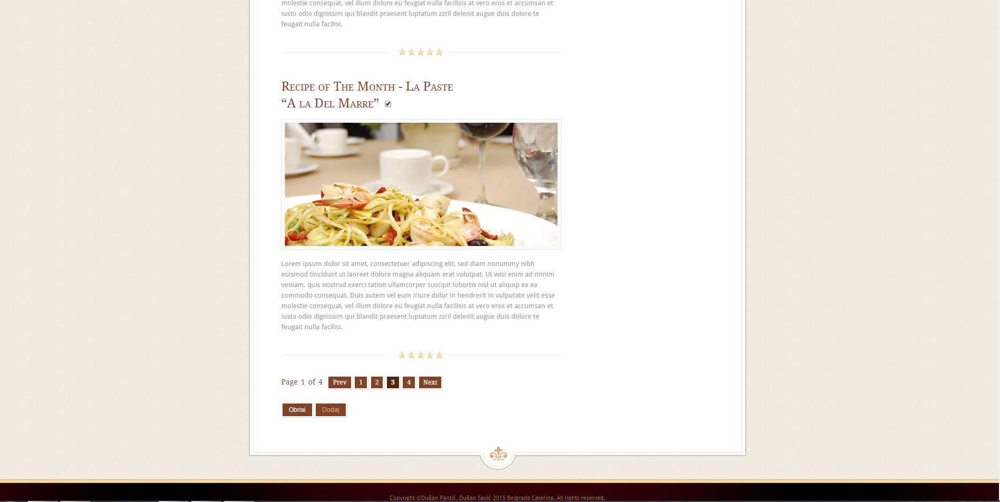 molestie consequat, vel illum dolore eu feugiat nulla facilisis at vero eros et accumsan et
iusto odio dignissim qui blandit praesent luptatum zzril delenit augue duis dolore te
feugait nulla facilisi.
Recipe of The Month - La Paste
“A la Del Marre”
Lorem ipsum dolor sit amet, consectetuer adipiscing elit, sed diam nonummy nibh
euismod tincidunt ut laoreet dolore magna aliquam erat volutpat. Ut wisi enim ad minim
veniam, quis nostrud exerci tation ullamcorper suscipit lobortis nisl ut aliquip ex ea
commodo consequat. Duis autem vel eum iriure dolor in hendrerit in vulputate velit esse
molestie consequat, vel illum dolore eu feugiat nulla facilisis at vero eros et accumsan et
iusto odio dignissim qui blandit praesent luptatum zzril delenit augue duis dolore te
feugait nulla facilisi.
Page 1 of 4 Prev 1 2 3 4 Next
Obrisi Dodaj
Copyright ©Dušan Pantić, Dušan Savić 2015 Belgrade Catering. All rights reserved.